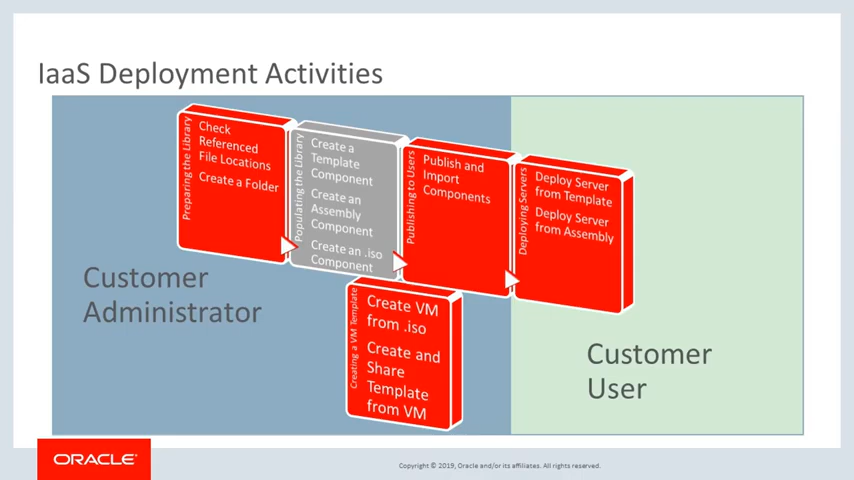 IaaS Deployment Activities
Preparing the Library
Check
Referenced
File Locations
Create a Folder
Populating the Library
Create a
Template
Component
Create an
Assembly
Component
Create an .iso
Component
Publishing to Users
Publish and
Import
Components
Deploying Servers
Deploy Server
from Template
Deploy Server
from Assembly
Customer
Administrator
Creating a VM Template
Create VM
from .iso
Create and
Share
Template
from VM
Customer
User
ORACLE
Copyright © 2019, Oracle and/or its affiliates. All rights reserved.